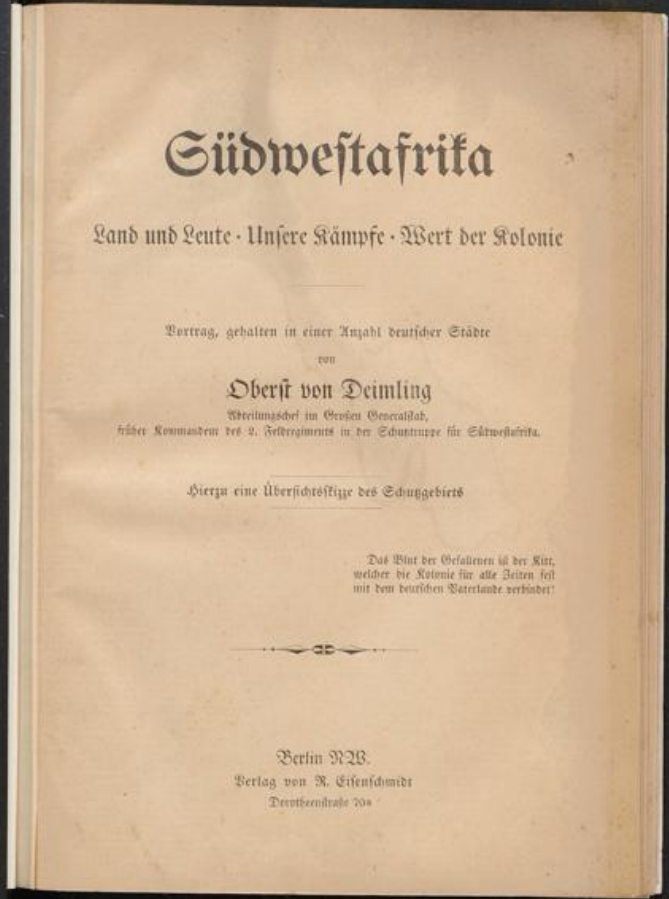 Südwestafrika
Land und Leute · Unsere Kämpfe · Wert der Kolonie
Vortrag, gehalten in einer Anzahl deutscher Städte
von
Oberst von Deimling
Abteilungschef im Großen Generalstab,
früher Kommandeur des 2. Feldregiments in der Schutztruppe für Südwestafrika.
Hierzu eine Übersichtsskizze des Schutzgebiets
Das Blut der Gefallenen ist der Kitt,
welcher die Kolonie für alle Zeiten fest
mit dem deutschen Vaterlande verbindet!
Berlin NW.
Verlag von R. Eisenschmidt
Dorotheenstraße 70a